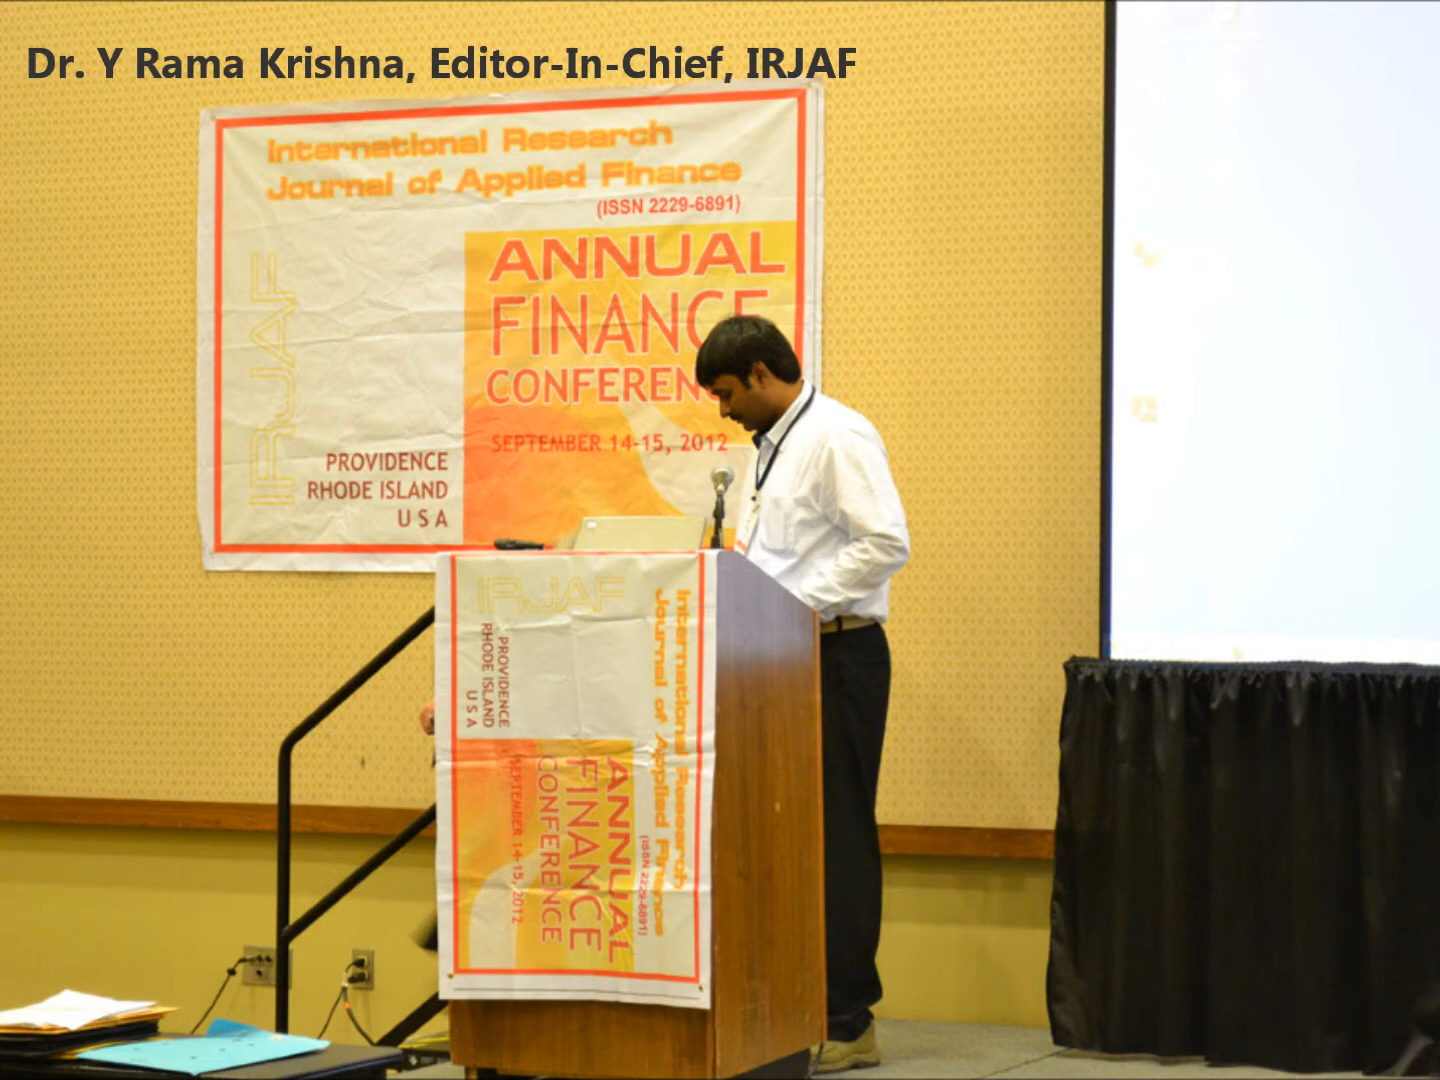 Dr. Y Rama Krishna, Editor-In-Chief, IRJAF
International Research
Journal of Applied Finance
(ISSN 2229-6891)
ANNUAL
FINANCE
CONFEREN
SEPTEMBER 14-15, 2012
IRJAF
PROVIDENCE
RHODE ISLAND
U S A
IRJAF
International Research
Journal of Applied Finance
(ISSN 2229-6891)
PROVIDENCE
RHODE ISLAND
U S A
ANNUAL
FINANCE
CONFERENCE
SEPTEMBER 14-15, 2012